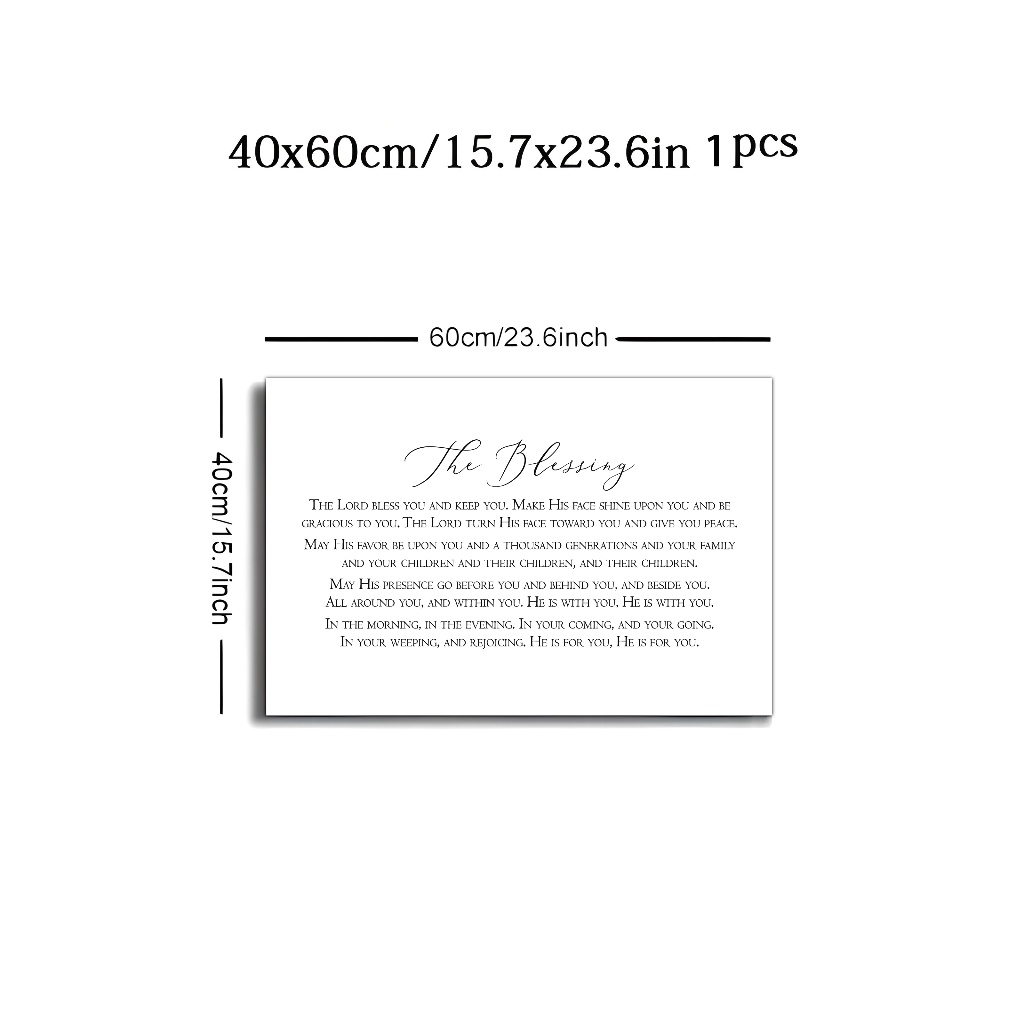 40x60cm/15.7x23.6in 1pcs
60cm/23.6inch
40cm/15.7inch
The Blessing
The Lord bless you and keep you. Make His face shine upon you and be
gracious to you. The Lord turn His face toward you and give you peace.
May His favor be upon you and a thousand generations and your family
and your children and their children, and their children.
May His presence go before you and behind you, and beside you.
All around you, and within you. He is with you. He is with you.
In the morning, in the evening. In your coming, and your going.
In your weeping, and rejoicing. He is for you, He is for you.